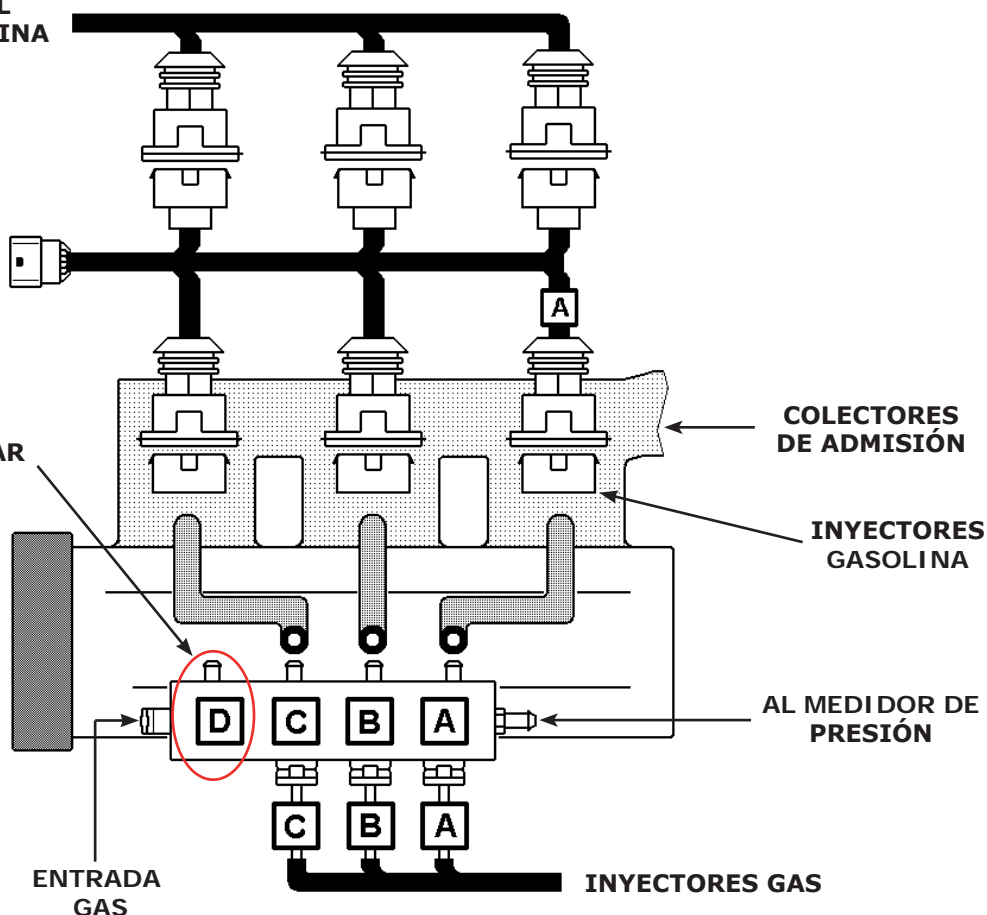 L
INA
A
COLECTORES
DE ADMISIÓN
AR
INYECTORES
GASOLINA
D C B A
AL MEDIDOR DE
PRESIÓN
C B A
ENTRADA
GAS
INYECTORES GAS